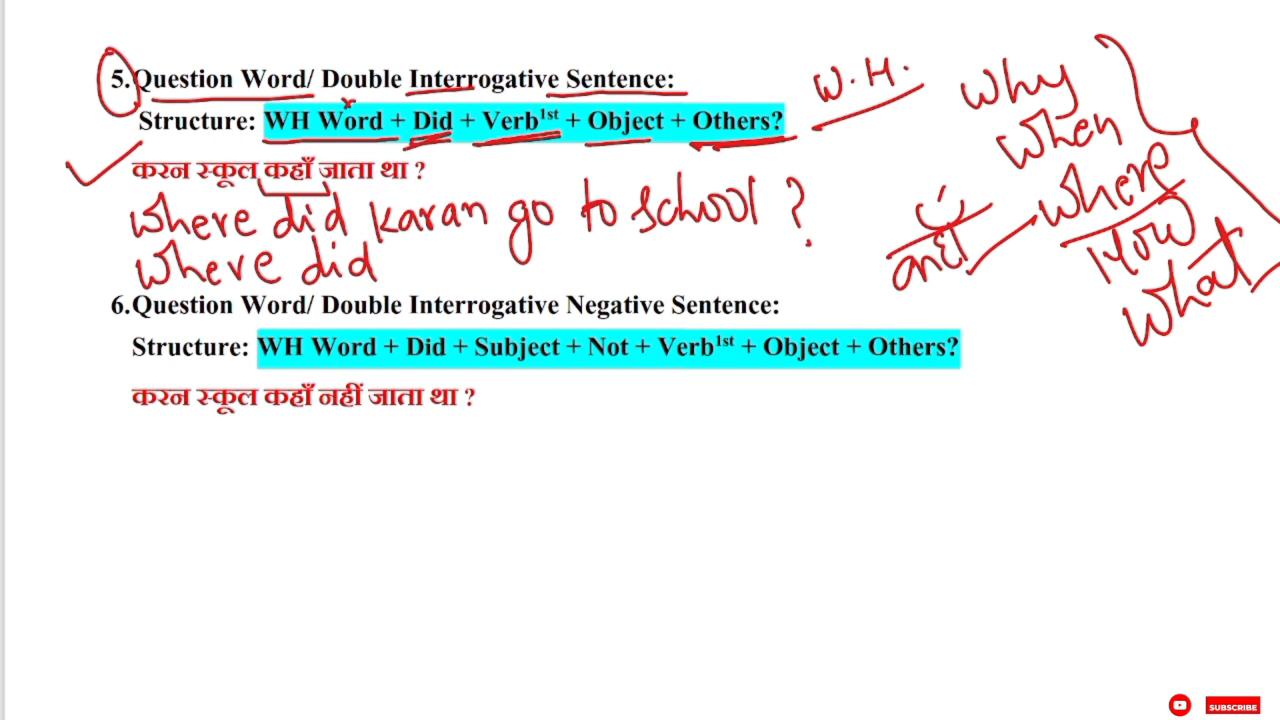 5.Question Word/ Double Interrogative Sentence:
Structure: WH Word + Did + Verb1st + Object + Others?
करन स्कूल कहाँ जाता था ?
where did karan go to school ?
where did
W.H.
why
when
where
How
what
6.Question Word/ Double Interrogative Negative Sentence:
Structure: WH Word + Did + Subject + Not + Verb1st + Object + Others?
करन स्कूल कहाँ नहीं जाता था ?
SUBSCRIBE